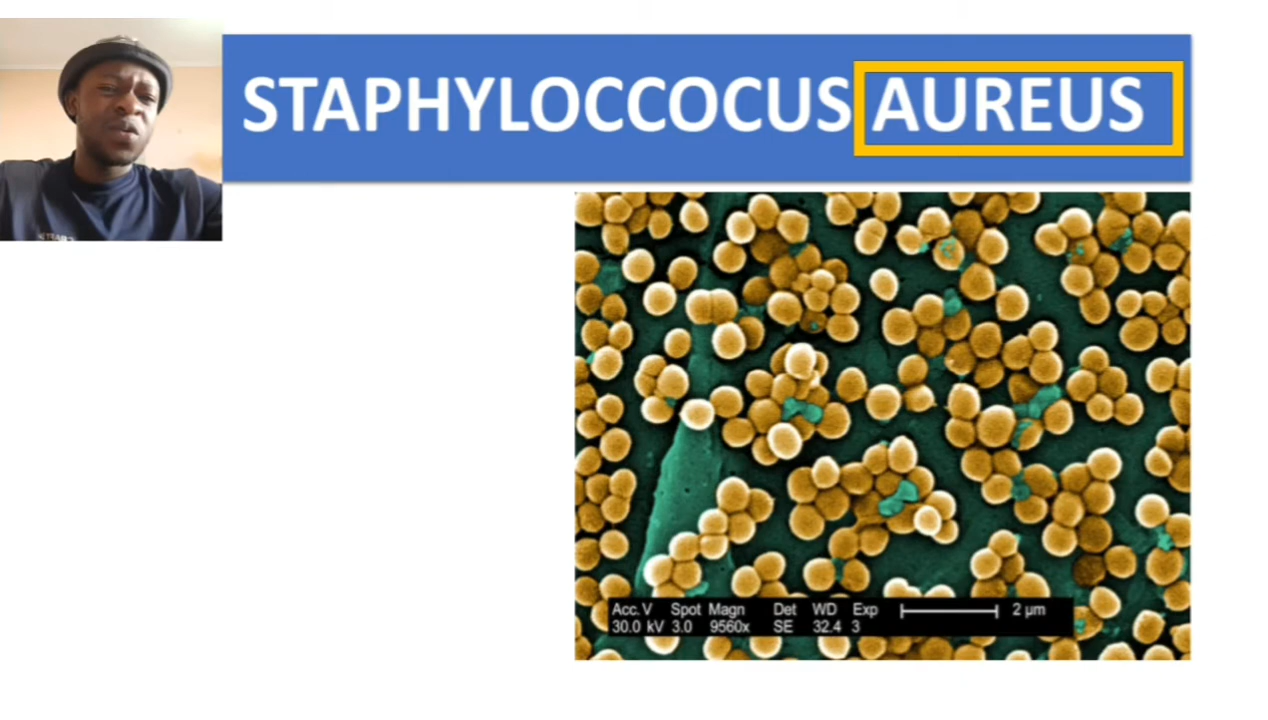 STAPHYLOCCOCUS AUREUS
Acc.V Spot Magn Det WD Exp
30.0 kV 3.0 9560x SE 32.4 3
2 µm